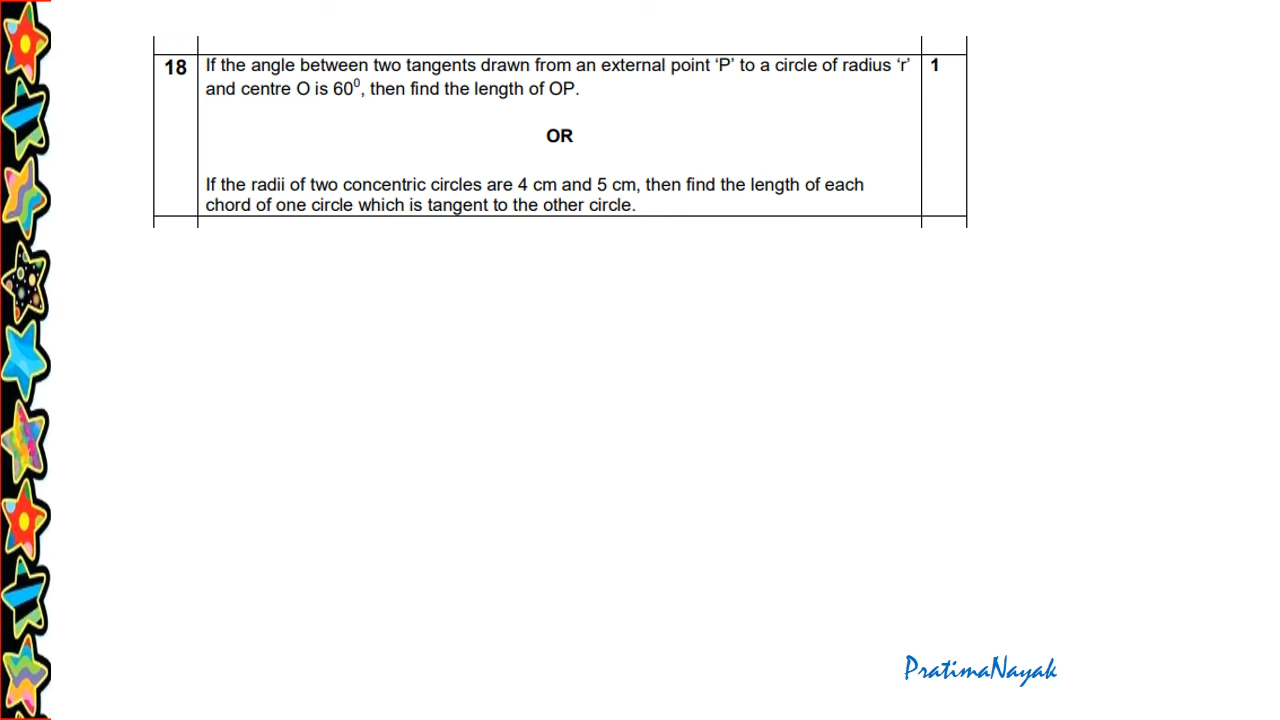 18 If the angle between two tangents drawn from an external point ‘P’ to a circle of radius ‘r’ 1
and centre O is 60⁰, then find the length of OP.
OR
If the radii of two concentric circles are 4 cm and 5 cm, then find the length of each
chord of one circle which is tangent to the other circle.
PratimaNayak